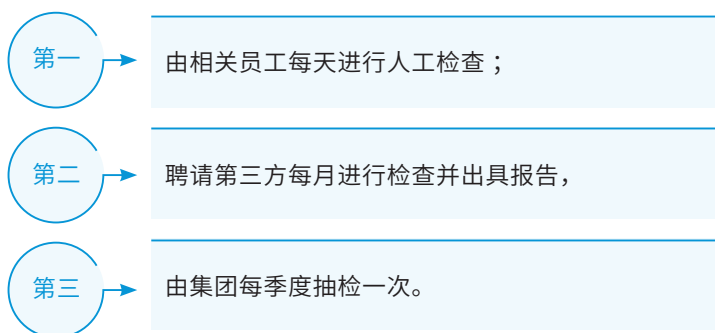 第一
由相关员工每天进行人工检查；
第二
聘请第三方每月进行检查并出具报告，
第三
由集团每季度抽检一次。